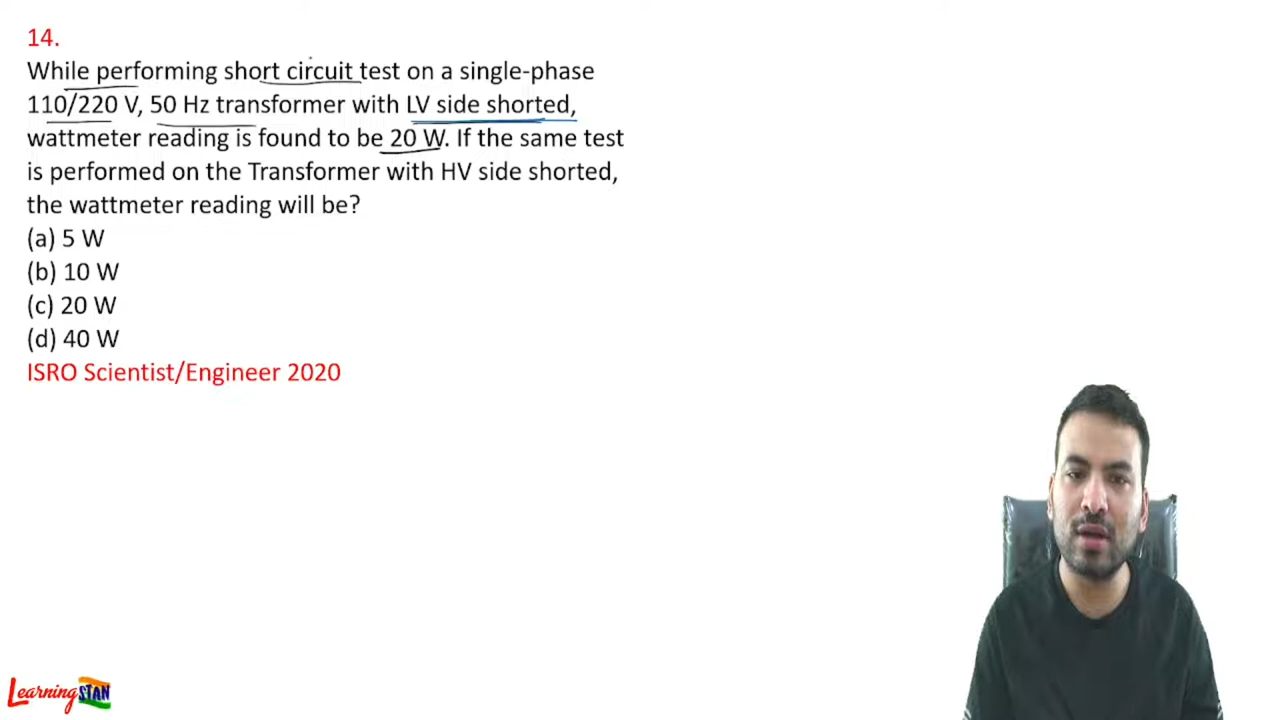 14.
While performing short circuit test on a single-phase
110/220 V, 50 Hz transformer with LV side shorted,
wattmeter reading is found to be 20 W. If the same test
is performed on the Transformer with HV side shorted,
the wattmeter reading will be?
(a) 5 W
(b) 10 W
(c) 20 W
(d) 40 W
ISRO Scientist/Engineer 2020
LearningSTAN